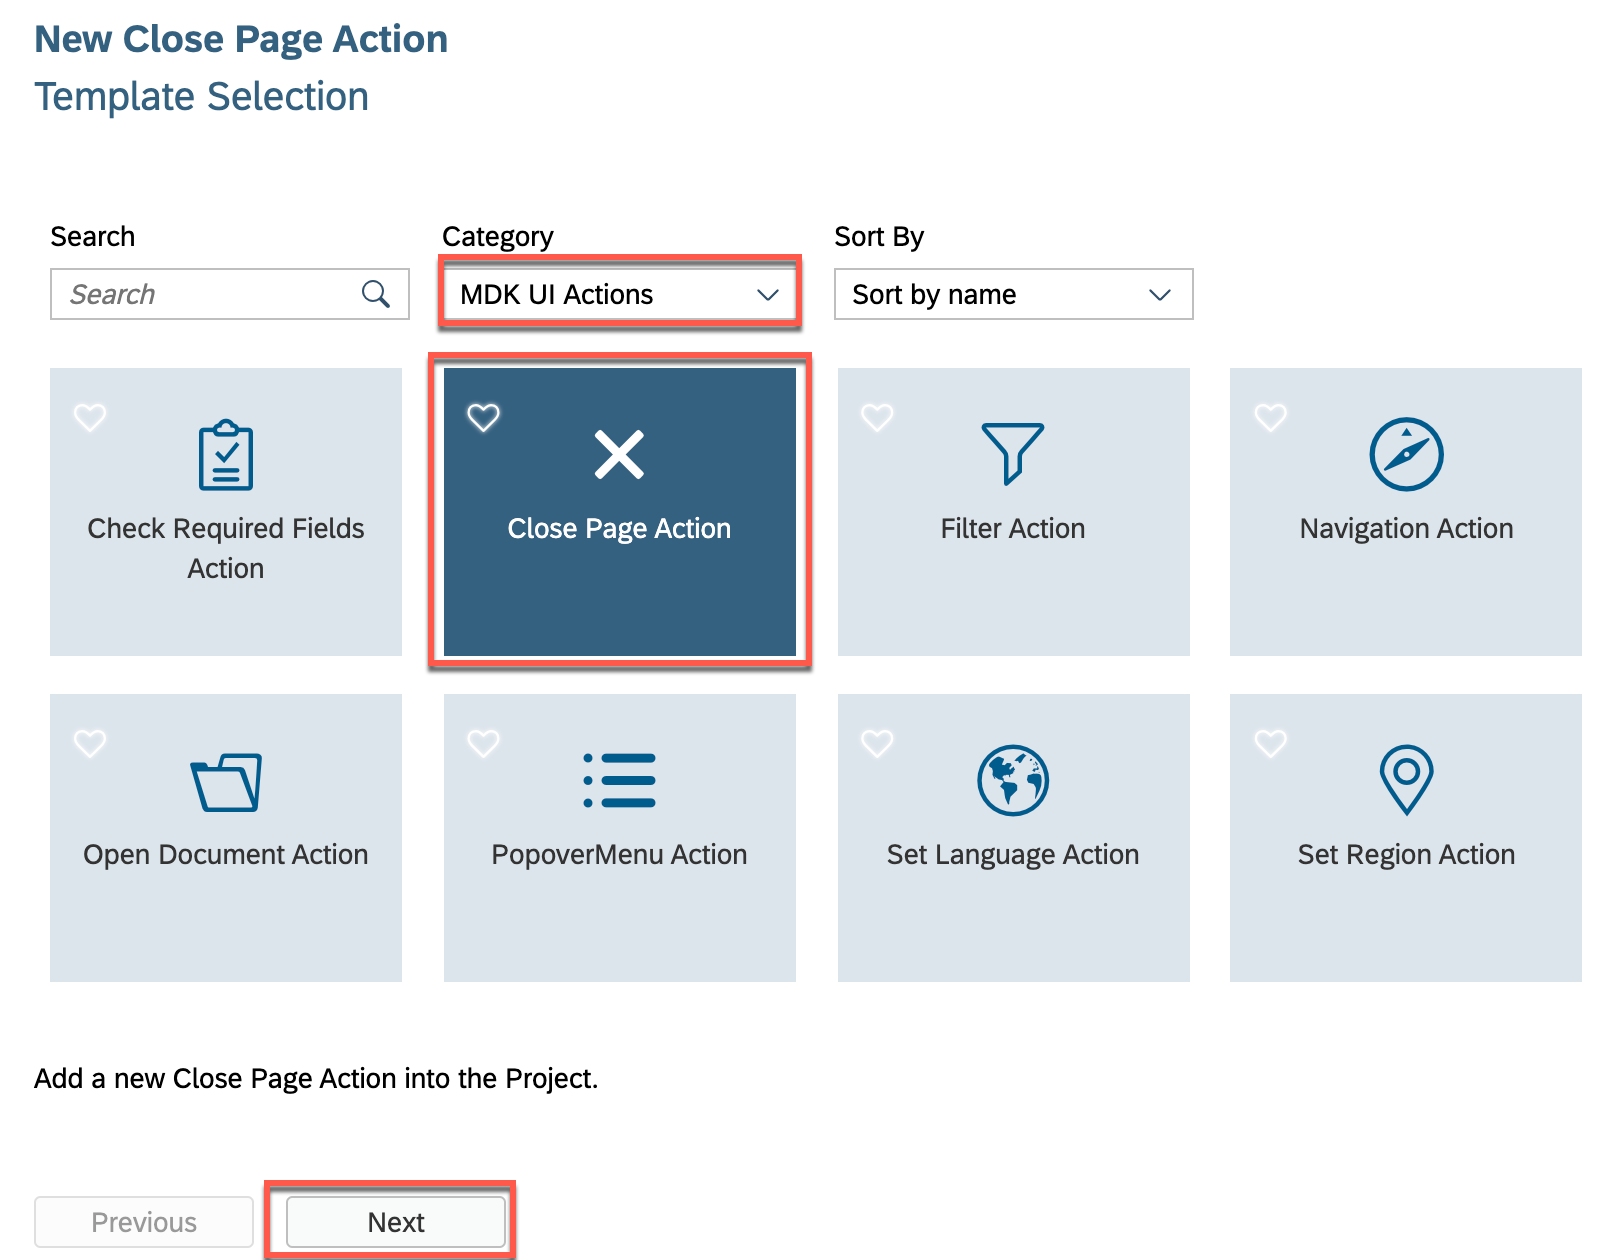 New Close Page Action
Template Selection
Search
Category
Sort By
Search
MDK UI Actions
Sort by name
Check Required Fields
Action
Close Page Action
Filter Action
Navigation Action
Open Document Action
PopoverMenu Action
Set Language Action
Set Region Action
Add a new Close Page Action into the Project.
Previous
Next